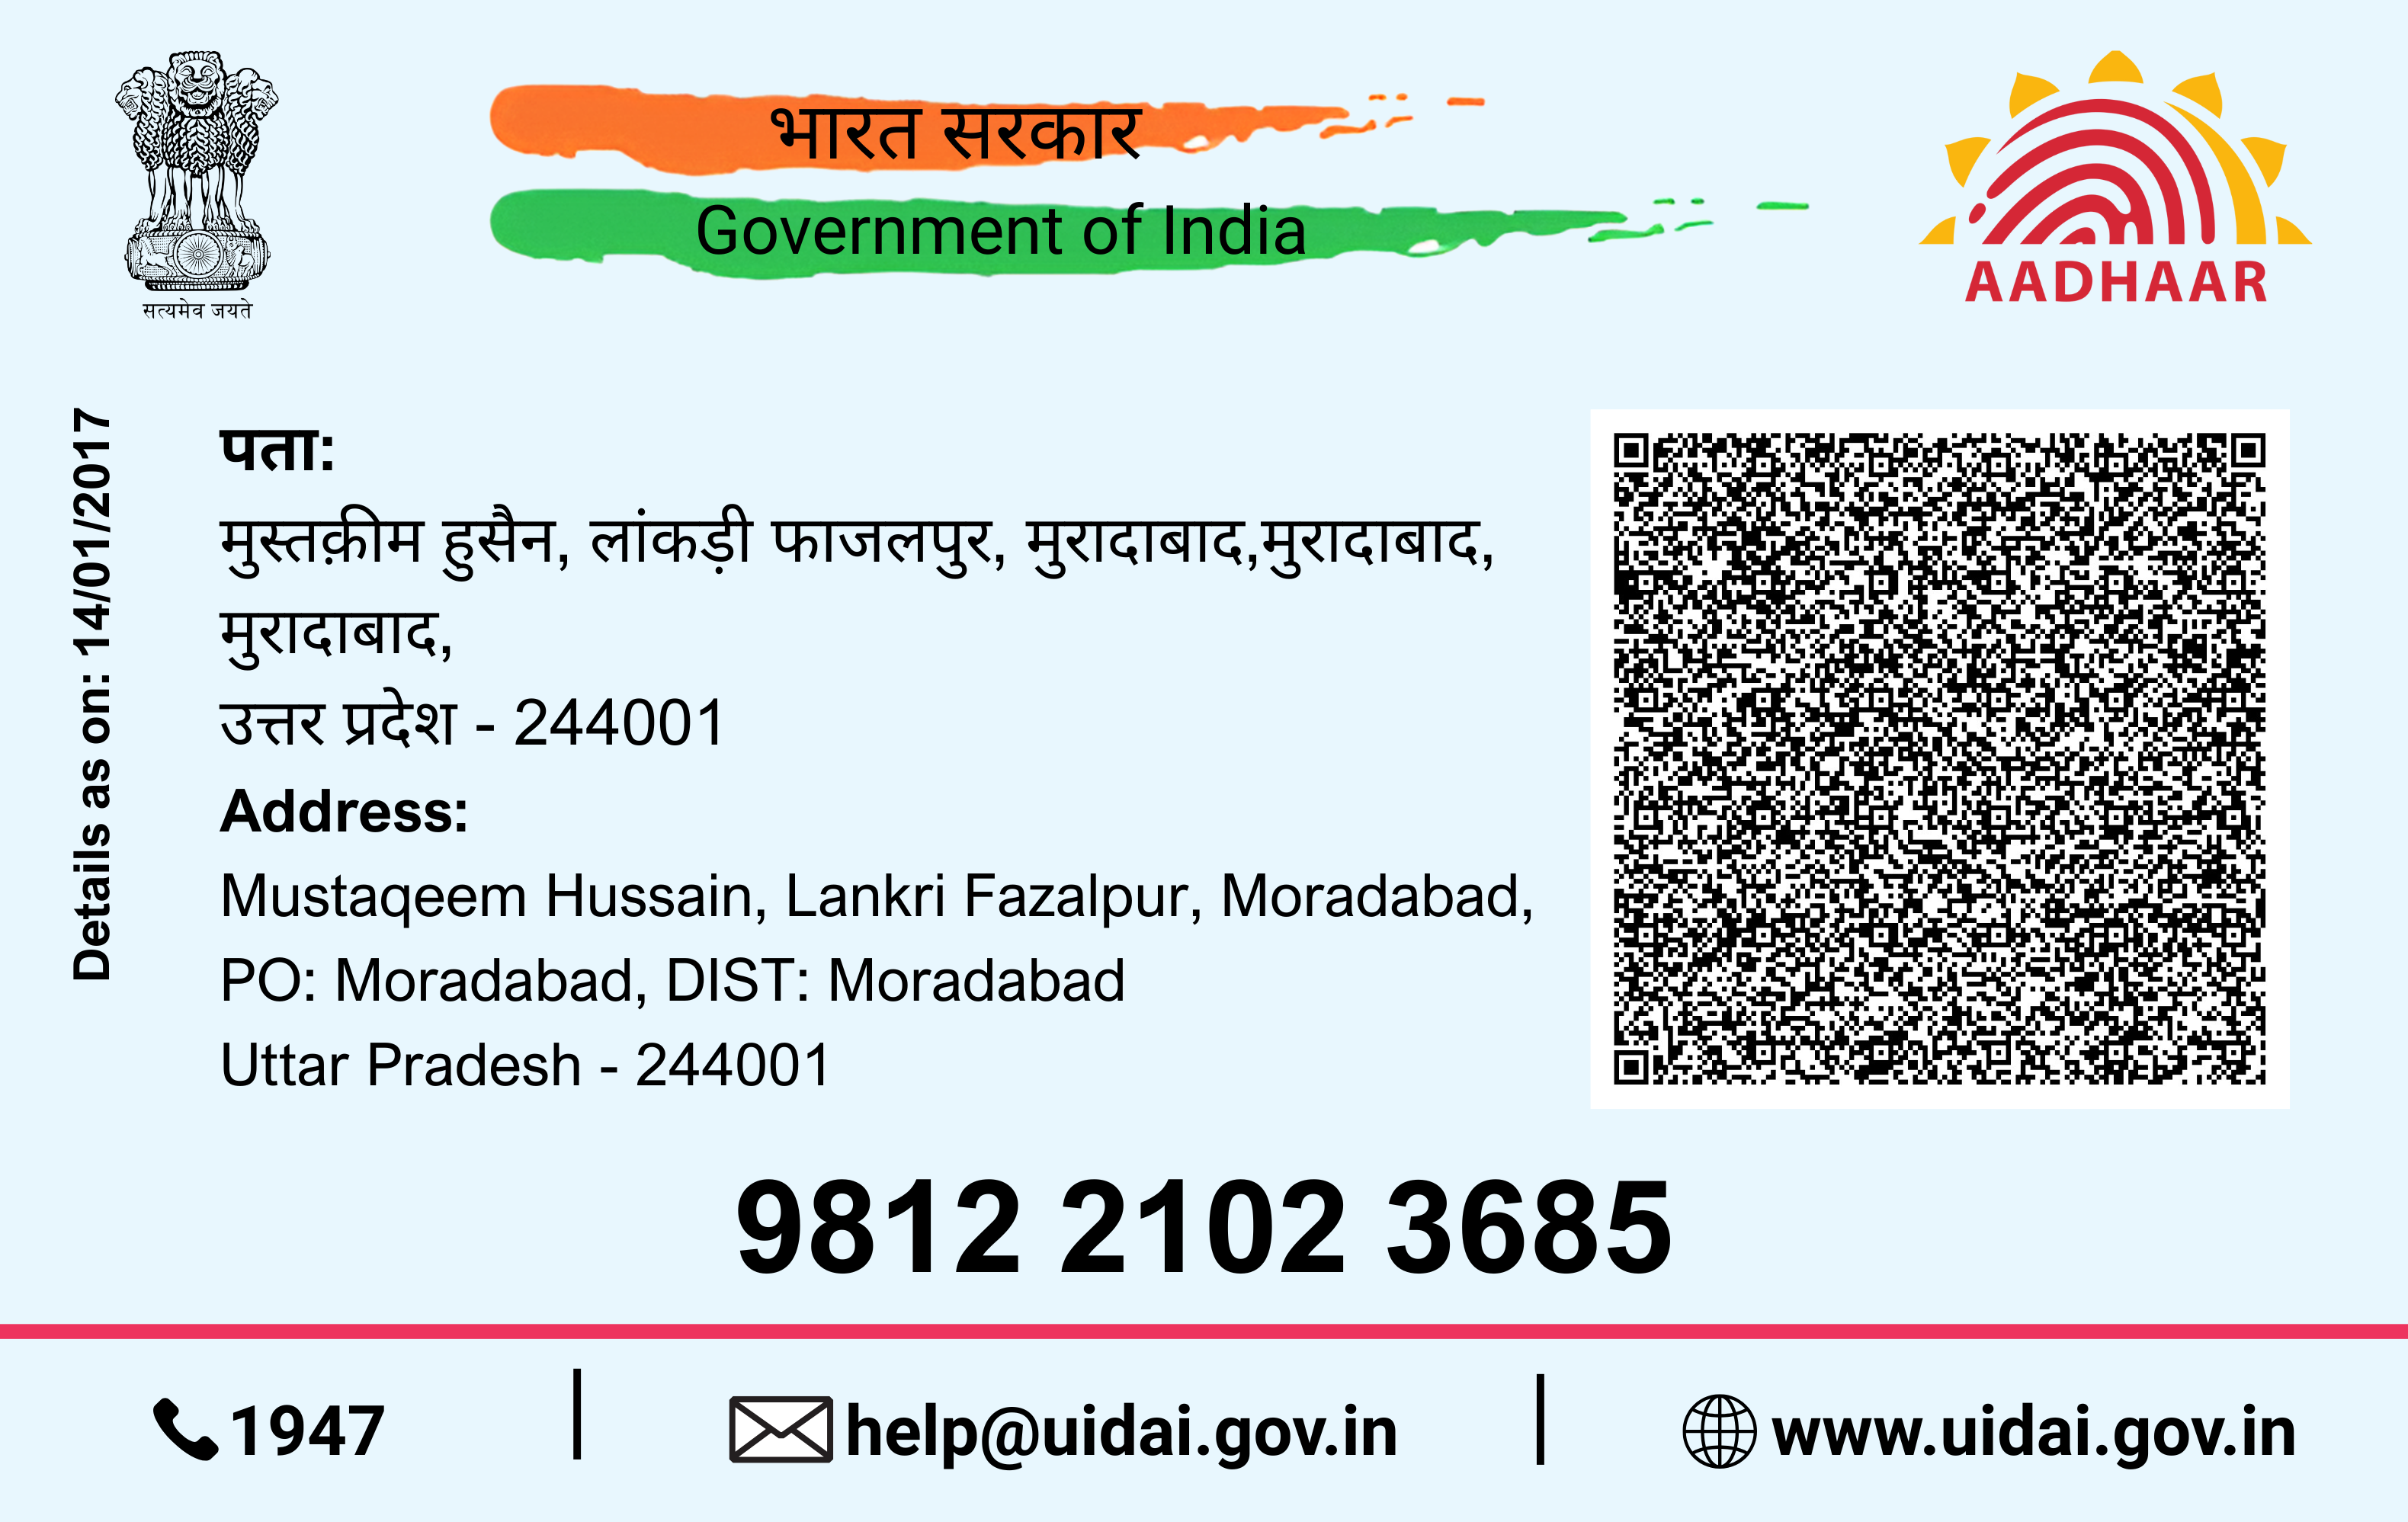 भारत सरकार
Government of India
सत्यमेव जयते
AADHAAR
Details as on: 14/01/2017
पता:
मुस्तक़ीम हुसैन, लांकड़ी फाजलपुर, मुरादाबाद,मुरादाबाद,
मुरादाबाद,
उत्तर प्रदेश - 244001
Address:
Mustaqeem Hussain, Lankri Fazalpur, Moradabad,
PO: Moradabad, DIST: Moradabad
Uttar Pradesh - 244001
9812 2102 3685
1947
help@uidai.gov.in
www.uidai.gov.in